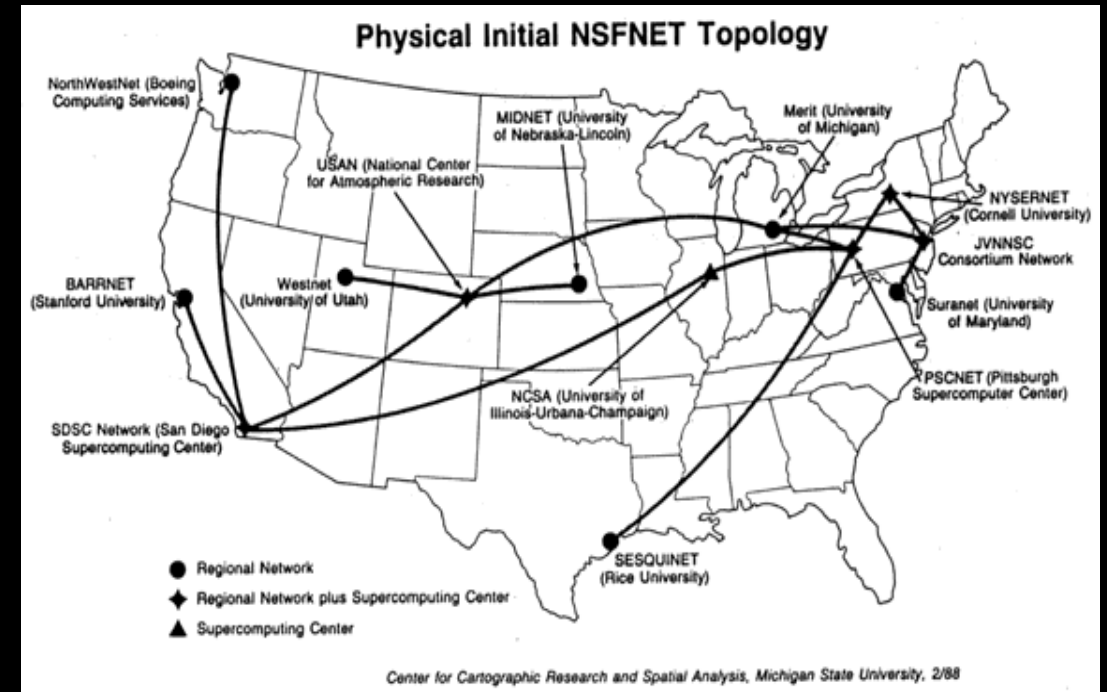 Physical Initial NSFNET Topology
NorthWestNet (Boeing
Computing Services)
MIDNET (University
of Nebraska-Lincoln)
Merit (University
of Michigan)
USAN (National Center
for Atmospheric Research)
NYSERNET
(Cornell University)
JVNNSC
Consortium Network
BARRNET
(Stanford University)
Westnet
(University of Utah)
Suranet (University
of Maryland)
PSCNET (Pittsburgh
Supercomputer Center)
NCSA (University of
Illinois-Urbana-Champaign)
SDSC Network (San Diego
Supercomputing Center)
SESQUINET
(Rice University)
Regional Network
Regional Network plus Supercomputing Center
Supercomputing Center
Center for Cartographic Research and Spatial Analysis, Michigan State University, 2/88